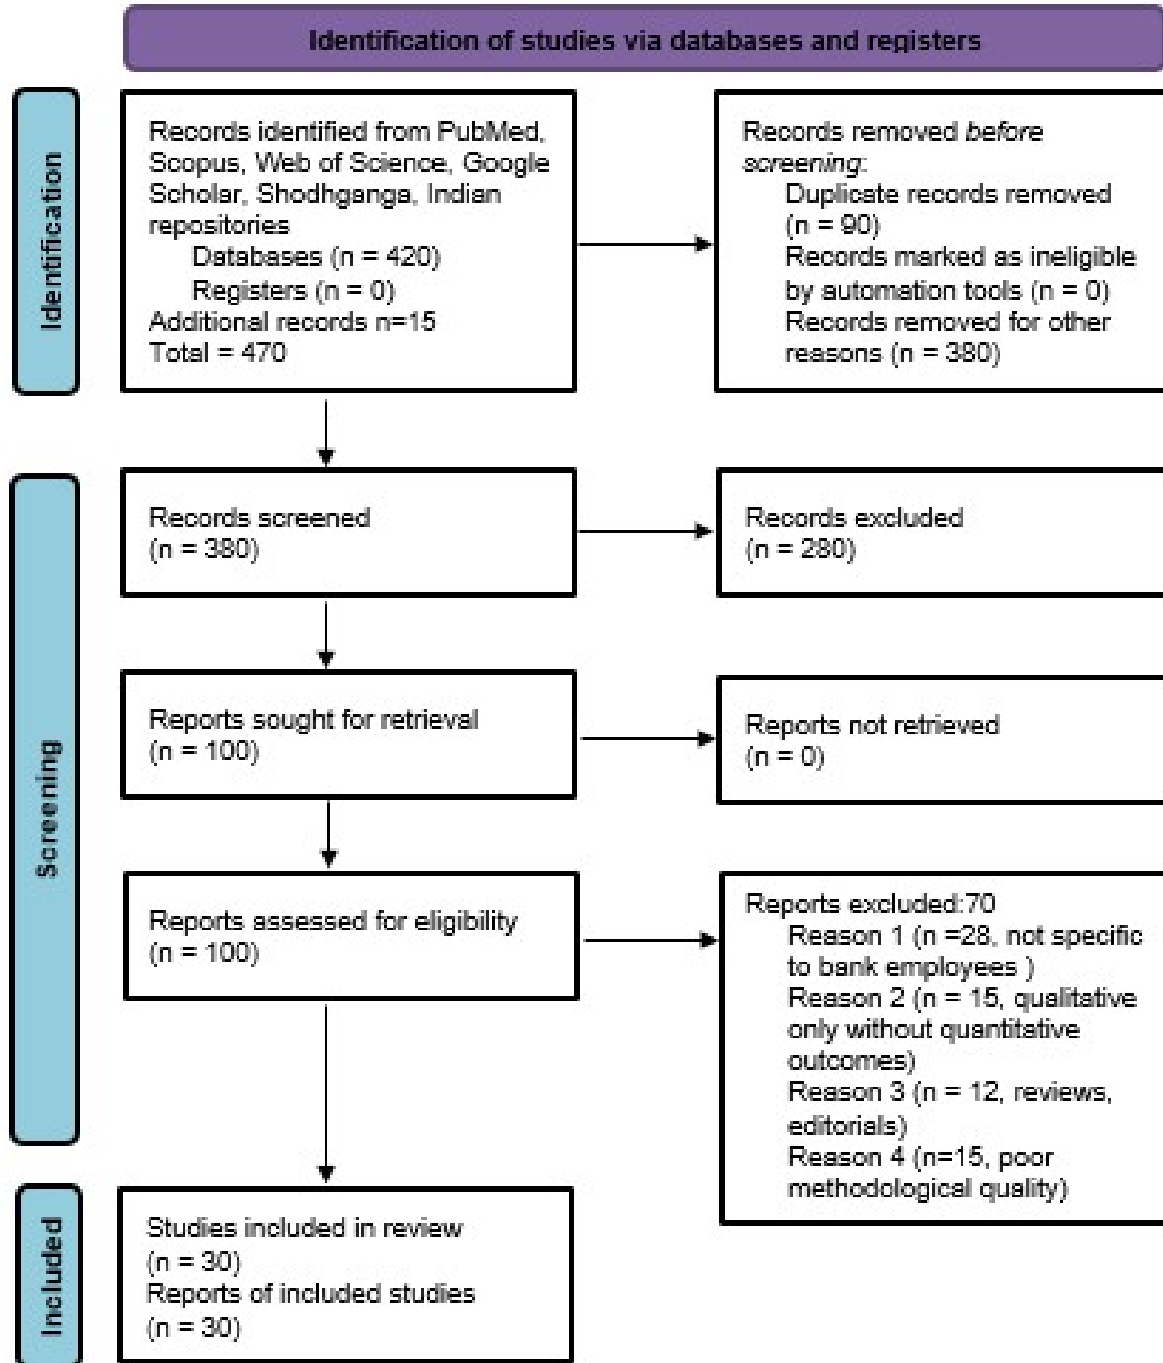 Identification of studies via databases and registers
Identification
Records identified from PubMed,
Scopus, Web of Science, Google
Scholar, Shodhganga, Indian
repositories
Databases (n = 420)
Registers (n = 0)
Additional records n=15
Total = 470
Records removed before
screening:
Duplicate records removed
(n = 90)
Records marked as ineligible
by automation tools (n = 0)
Records removed for other
reasons (n = 380)
Screening
Records screened
(n = 380)
Records excluded
(n = 280)
Reports sought for retrieval
(n = 100)
Reports not retrieved
(n = 0)
Reports assessed for eligibility
(n = 100)
Reports excluded:70
Reason 1 (n =28, not specific
to bank employees )
Reason 2 (n = 15, qualitative
only without quantitative
outcomes)
Reason 3 (n = 12, reviews,
editorials)
Reason 4 (n=15, poor
methodological quality)
Included
Studies included in review
(n = 30)
Reports of included studies
(n = 30)